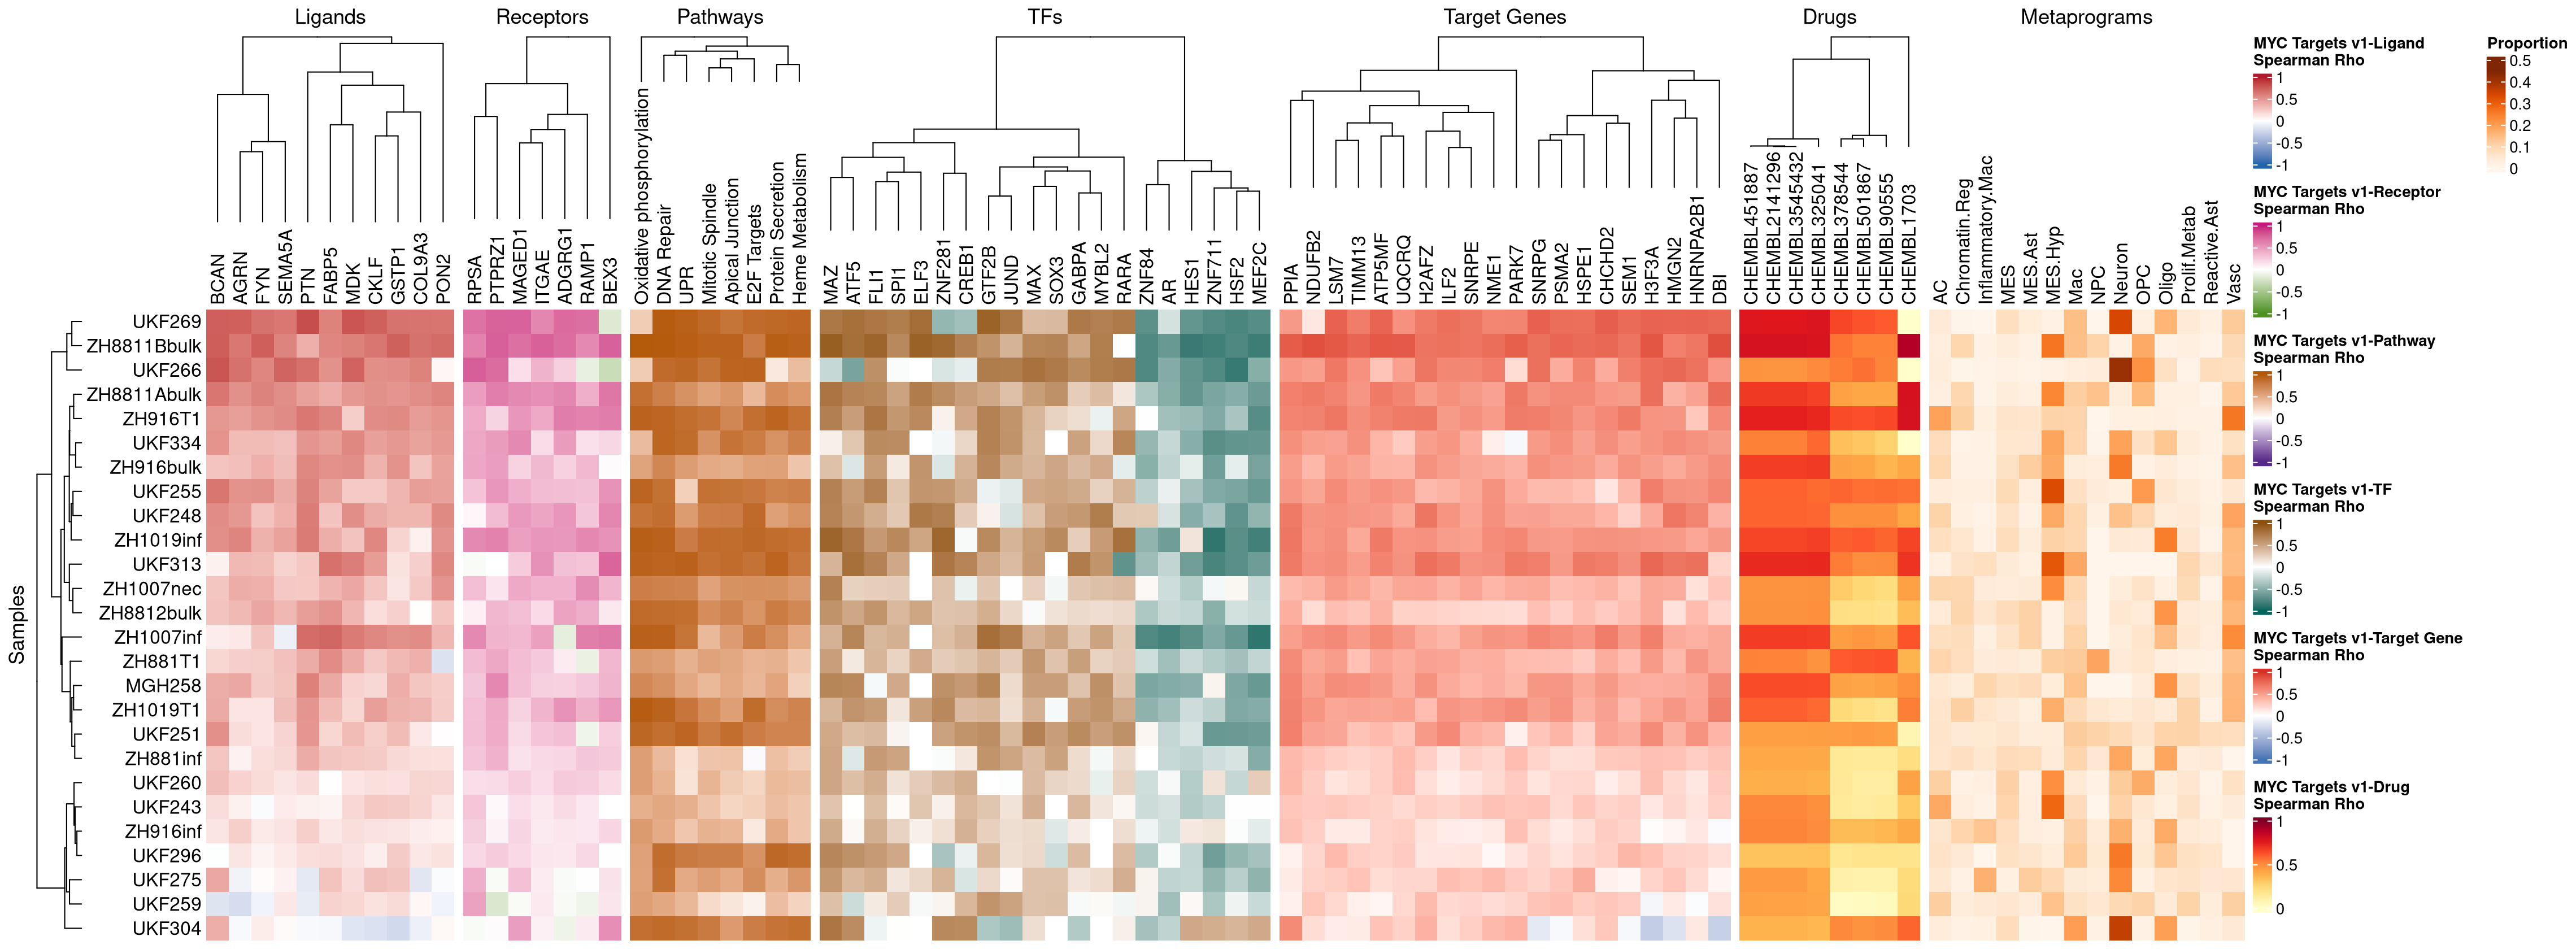 Ligands
Receptors
Pathways
TFs
Target Genes
Drugs
Metaprograms
BCAN
AGRN
FYN
SEMA5A
PTN
FABP5
MDK
CKLF
GSTP1
COL9A3
PON2
RPSA
PTPRZ1
MAGED1
ITGAE
ADGRG1
RAMP1
BEX3
Oxidative phosphorylation
DNA Repair
UPR
Mitotic Spindle
Apical Junction
E2F Targets
Protein Secretion
Heme Metabolism
MAZ
ATF5
FLI1
SPI1
ELF3
ZNF281
CREB1
GTF2B
JUND
MAX
SOX3
GABPA
MYBL2
RARA
ZNF84
AR
HES1
ZNF711
HSF2
MEF2C
PPIA
NDUFB2
LSM7
TIMM13
ATP5MF
UQCRQ
H2AFZ
ILF2
SNRPE
NME1
PARK7
SNRPG
PSMA2
HSPE1
CHCHD2
SEM1
H3F3A
HMGN2
HNRNPA2B1
DBI
CHEMBL451887
CHEMBL2141296
CHEMBL3545432
CHEMBL325041
CHEMBL378544
CHEMBL501867
CHEMBL90555
CHEMBL1703
AC
Chromatin.Reg
Inflammatory.Mac
MES
MES.Ast
MES.Hyp
Mac
NPC
Neuron
OPC
Oligo
Prolif.Metab
Reactive.Ast
Vasc
Samples
UKF269
ZH8811Bbulk
UKF266
ZH8811Abulk
ZH916T1
UKF334
ZH916bulk
UKF255
UKF248
ZH1019inf
UKF313
ZH1007nec
ZH8812bulk
ZH1007inf
ZH881T1
MGH258
ZH1019T1
UKF251
ZH881inf
UKF260
UKF243
ZH916inf
UKF296
UKF275
UKF259
UKF304
MYC Targets v1-Ligand
Spearman Rho
1
0.5
0
-0.5
-1
MYC Targets v1-Receptor
Spearman Rho
1
0.5
0
-0.5
-1
MYC Targets v1-Pathway
Spearman Rho
1
0.5
0
-0.5
-1
MYC Targets v1-TF
Spearman Rho
1
0.5
0
-0.5
-1
MYC Targets v1-Target Gene
Spearman Rho
1
0.5
0
-0.5
-1
MYC Targets v1-Drug
Spearman Rho
1
0.5
0
Proportion
0.5
0.4
0.3
0.2
0.1
0